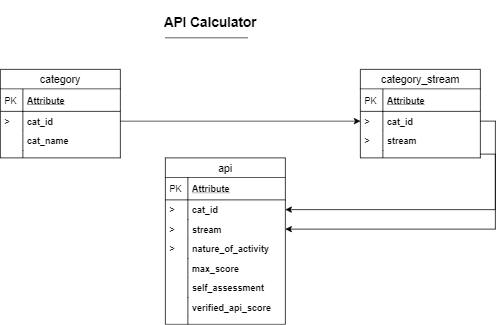 API Calculator
category
PK Attribute
> cat_id
cat_name
category_stream
PK Attribute
> cat_id
> stream
api
PK Attribute
> cat_id
> stream
> nature_of_activity
max_score
self_assessment
verified_api_score